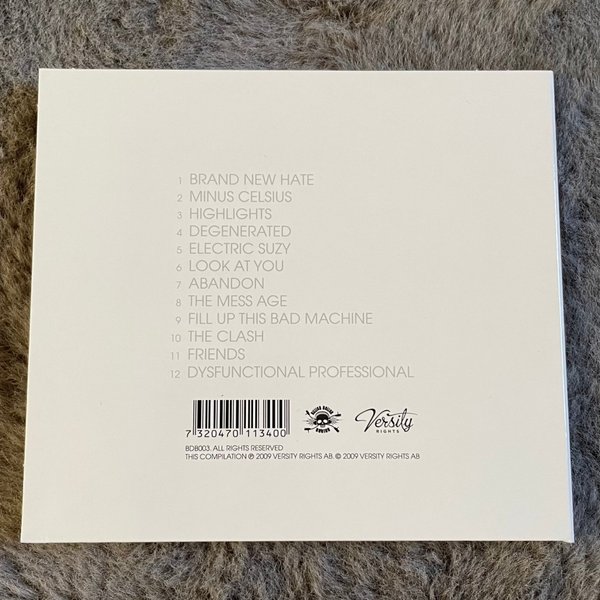 1 BRAND NEW HATE
2 MINUS CELSIUS
3 HIGHLIGHTS
4 DEGENERATED
5 ELECTRIC SUZY
6 LOOK AT YOU
7 ABANDON
8 THE MESS AGE
9 FILL UP THIS BAD MACHINE
10 THE CLASH
11 FRIENDS
12 DYSFUNCTIONAL PROFESSIONAL
7 320470 113400
Versity
RIGHTS
BDB003. ALL RIGHTS RESERVED
THIS COMPILATION ℗ 2009 VERSITY RIGHTS AB. © 2009 VERSITY RIGHTS AB